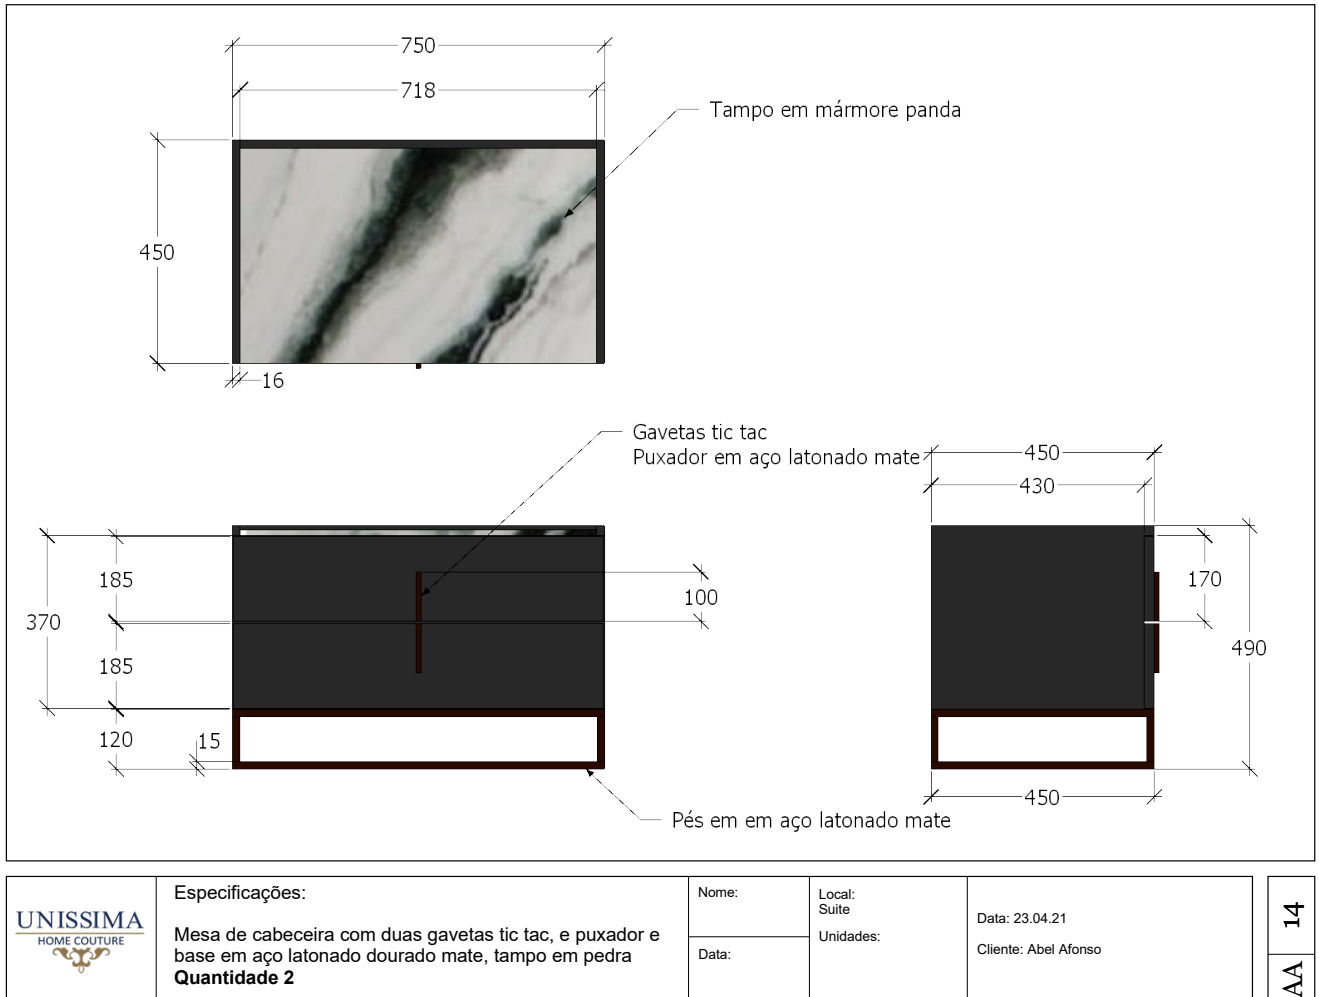 750
718
Tampo em mármore panda
450
16
Gavetas tic tac
Puxador em aço latonado mate
450
430
185
100
170
370
185
490
120
15
450
Pés em em aço latonado mate
UNISSIMA
HOME COUTURE
Especificações:
Mesa de cabeceira com duas gavetas tic tac, e puxador e
base em aço latonado dourado mate, tampo em pedra
Quantidade 2
Nome:
Data:
Local:
Suite
Unidades:
Data: 23.04.21
Cliente: Abel Afonso
14
AA